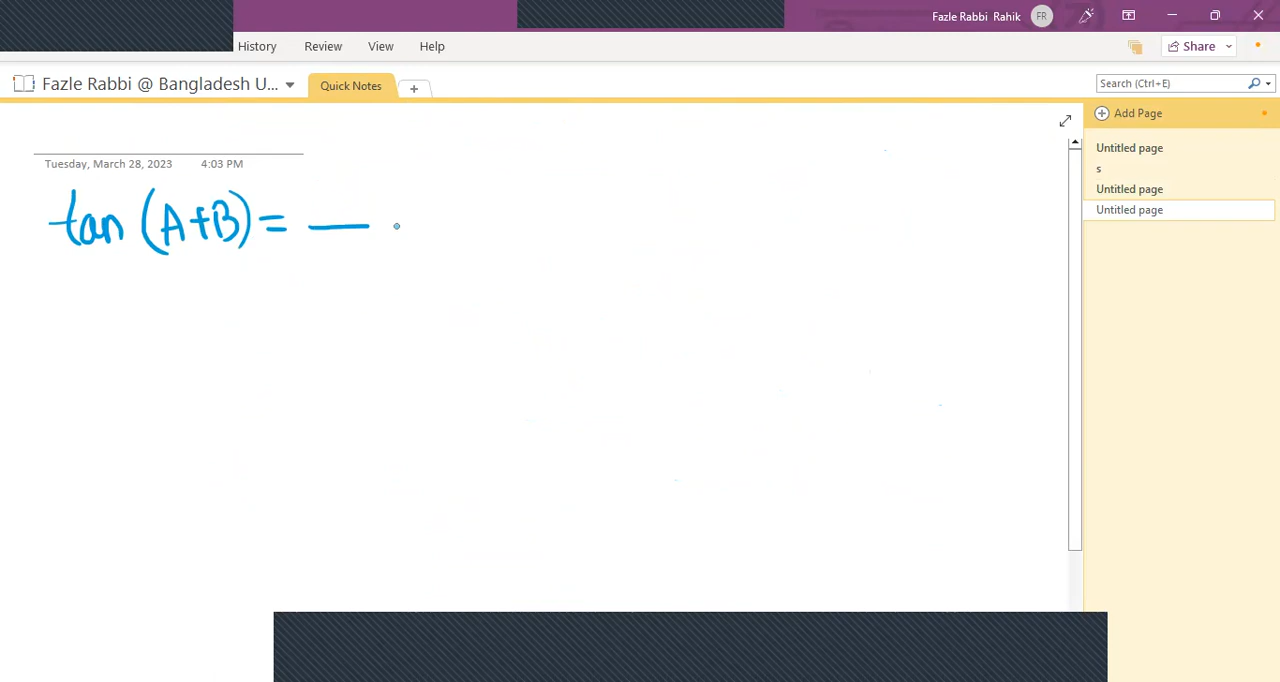 Fazle Rabbi Rahik FR
History Review View Help Share
Fazle Rabbi @ Bangladesh U... Quick Notes + Search (Ctrl+E)
Add Page
Untitled page
s
Untitled page
Untitled page
Tuesday, March 28, 2023 4:03 PM
tan (A+B) = —